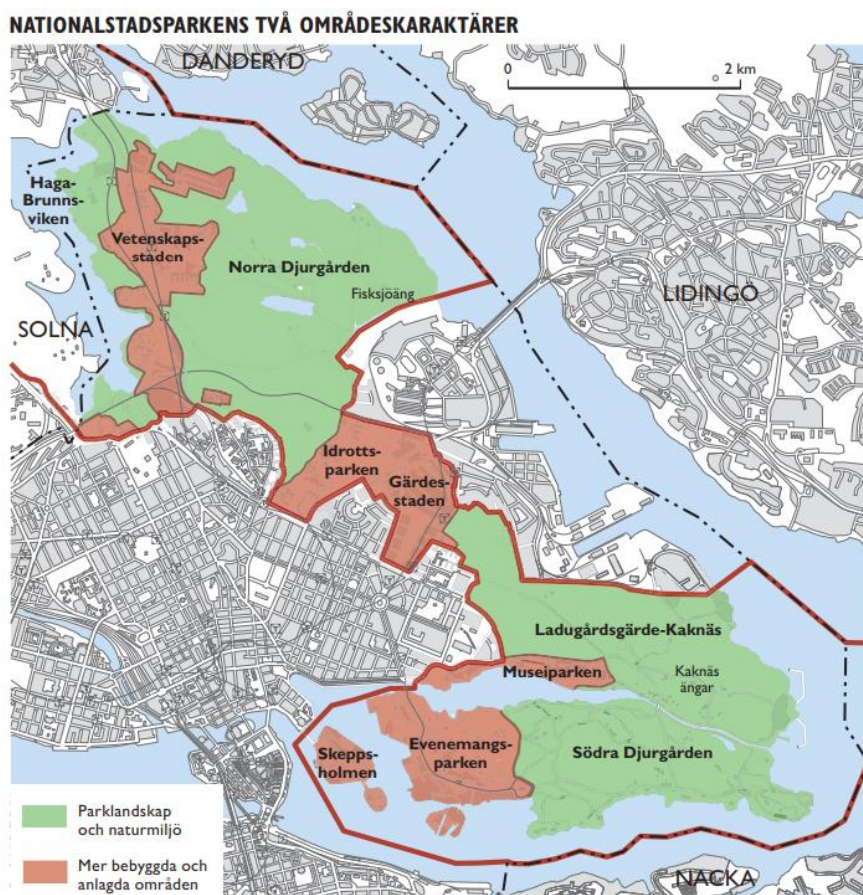 NATIONALSTADSPARKENS TVÅ OMRÅDESKARAKTÄRER
DANDERYD
0 2 km
Haga-
Brunns-
viken
Vetenskaps-
staden
Norra Djurgården
Fisksjöäng
LIDINGÖ
SOLNA
Idrotts-
parken
Gärdes-
staden
Ladugårdsgärde-Kaknäs
Museiparken
Kaknäs
ängar
Skepps-
holmen
Evenemangs-
parken
Södra Djurgården
Parklandskap
och naturmiljö
Mer bebyggda och
anlagda områden
NACKA